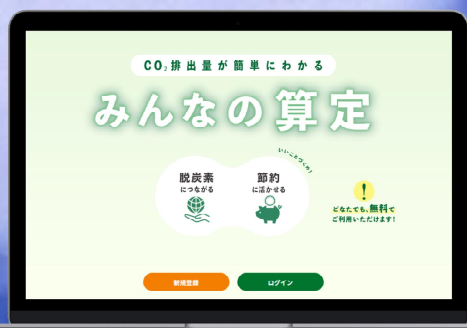 CO₂排出量が簡単にわかる
みんなの算定
いいことづくめ!
脱炭素
につながる
節約
に活かせる
!
どなたでも、無料で
ご利用いただけます!
新規登録
ログイン